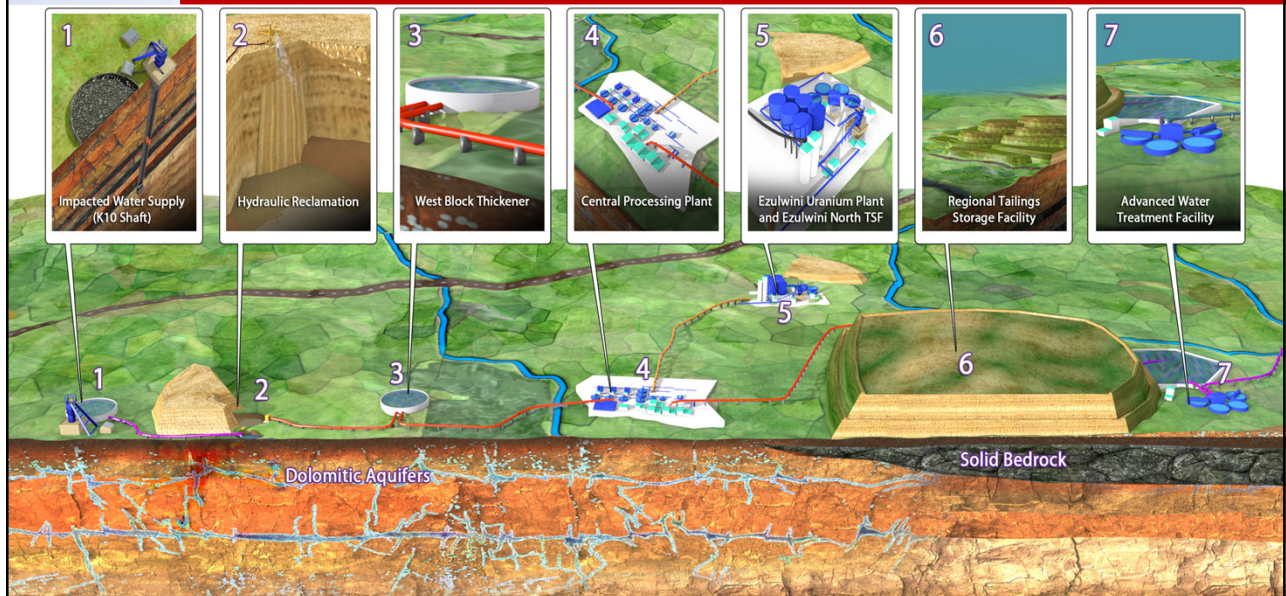 1
Impacted Water Supply
(K10 Shaft)
2
Hydraulic Reclamation
3
West Block Thickener
4
Central Processing Plant
5
Ezulwini Uranium Plant
and Ezulwini North TSF
6
Regional Tailings
Storage Facility
7
Advanced Water
Treatment Facility
1
2
3
4
5
6
7
Dolomitic Aquifers
Solid Bedrock